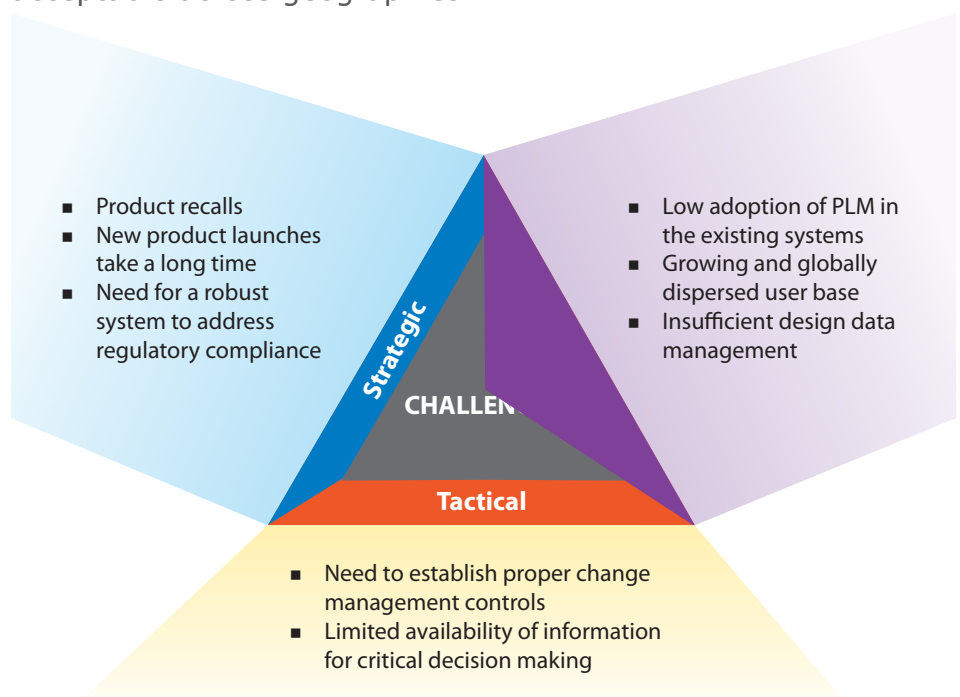 Product recalls
New product launches
take a long time
Need for a robust
system to address
regulatory compliance
Low adoption of PLM in
the existing systems
Growing and globally
dispersed user base
Insufficient design data
management
Strategic
CHALLEN
Tactical
Need to establish proper change
management controls
Limited availability of information
for critical decision making